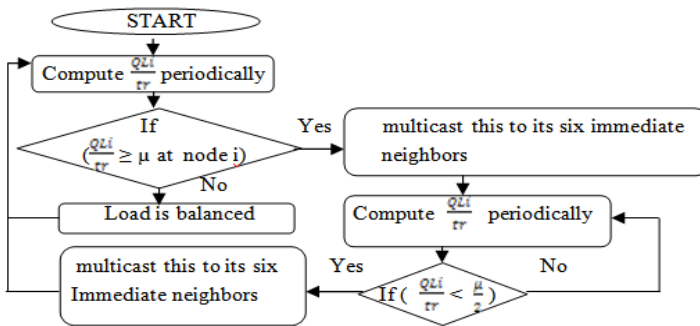 START
Compute QLi/tr periodically
If
(QLi/tr ≥ μ at node i)
Yes
No
multicast this to its six immediate
neighbors
Load is balanced
Compute QLi/tr periodically
multicast this to its six
Immediate neighbors
Yes
If ( QLi/tr < μ/2 )
No